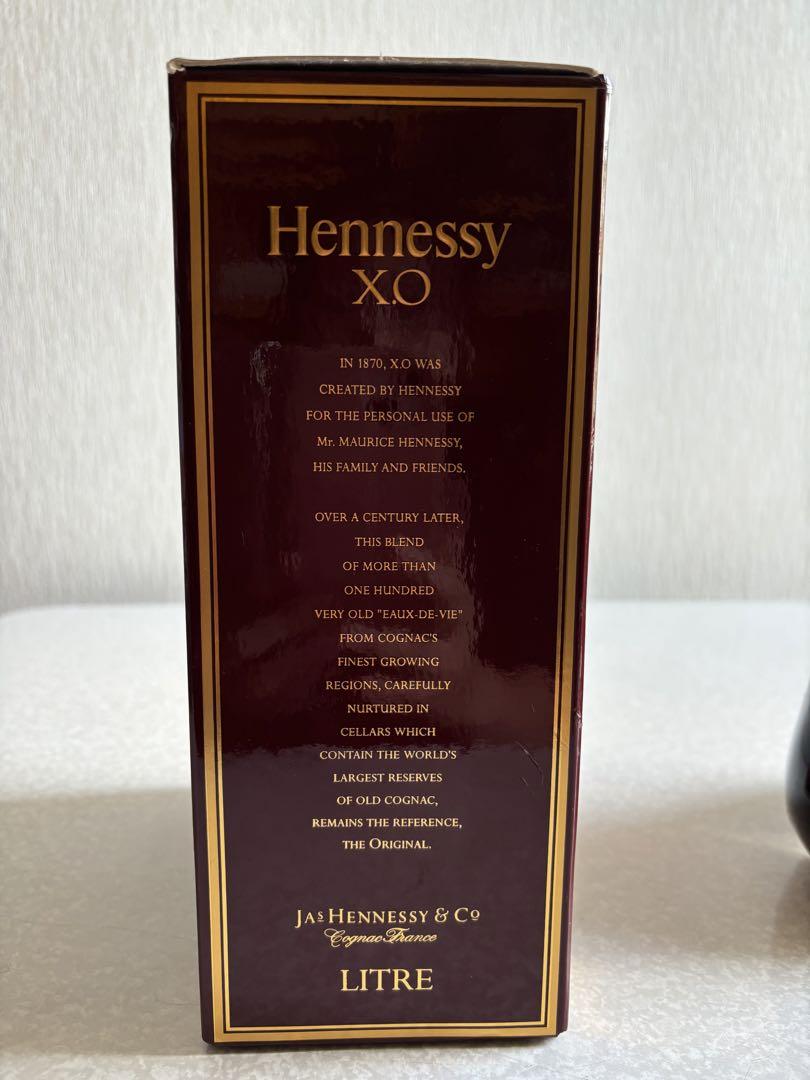 Hennessy
X.O
IN 1870, X.O WAS
CREATED BY HENNESSY
FOR THE PERSONAL USE OF
Mr. MAURICE HENNESSY,
HIS FAMILY AND FRIENDS.
OVER A CENTURY LATER,
THIS BLEND
OF MORE THAN
ONE HUNDRED
VERY OLD "EAUX-DE-VIE"
FROM COGNAC'S
FINEST GROWING
REGIONS, CAREFULLY
NURTURED IN
CELLARS WHICH
CONTAIN THE WORLD'S
LARGEST RESERVES
OF OLD COGNAC,
REMAINS THE REFERENCE,
THE ORIGINAL.
JAS HENNESSY & CO
Cognac France
LITRE